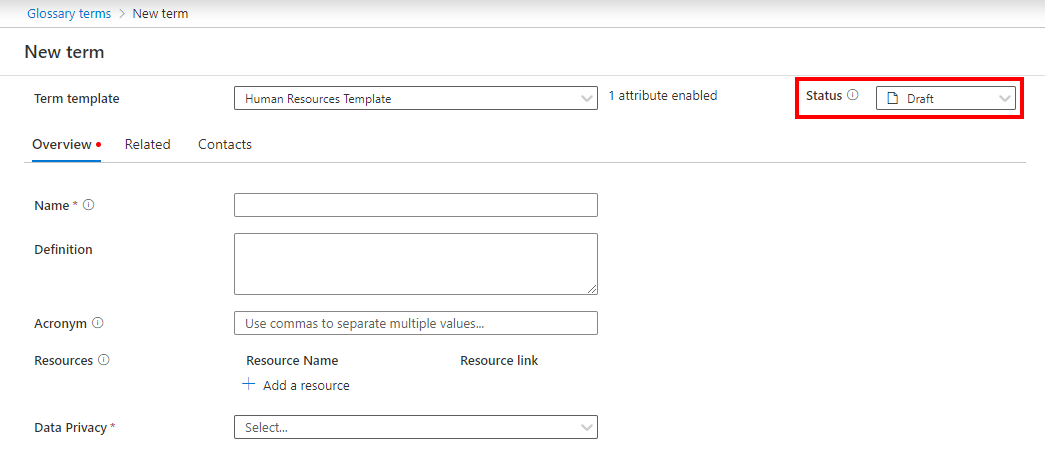 Glossary terms > New term
New term
Term template Human Resources Template 1 attribute enabled Status Draft
Overview Related Contacts
Name *
Definition
Acronym Use commas to separate multiple values...
Resources Resource Name Resource link
+ Add a resource
Data Privacy * Select...